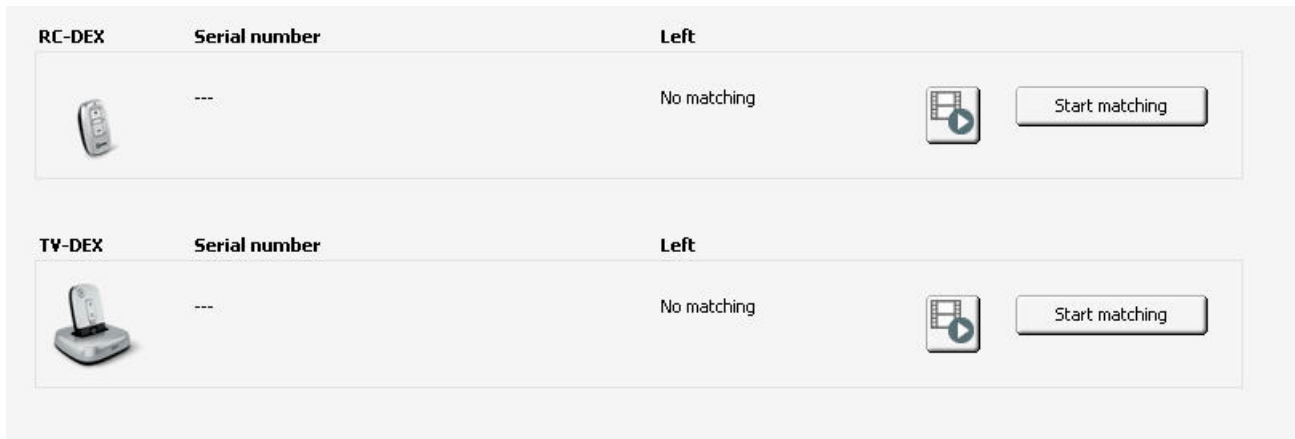 RC-DEX Serial number Left
--- No matching Start matching
TV-DEX Serial number Left
--- No matching Start matching